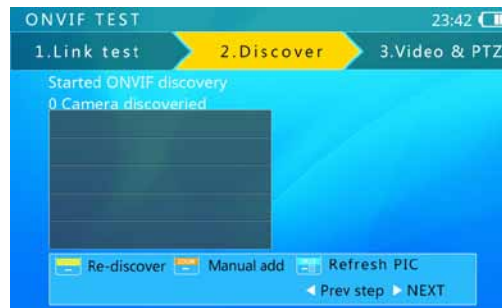 ONVIF TEST 23:42
1.Link test 2.Discover 3.Video & PTZ
Started ONVIF discovery
0 Camera discoveried
Re-discover Manual add Refresh PIC
Prev step NEXT